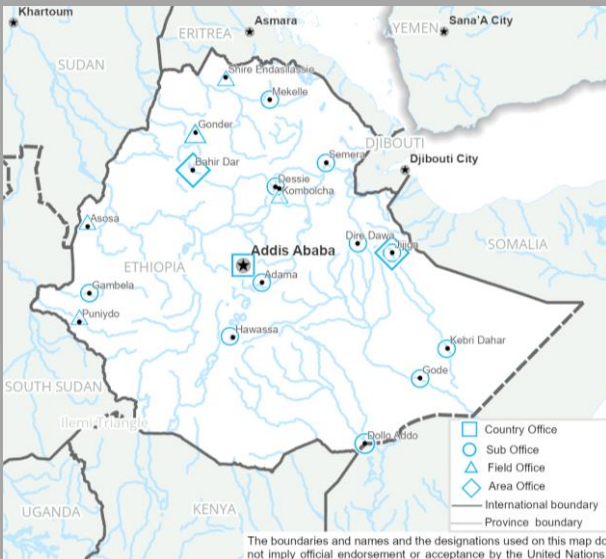 Khartoum
Asmara
Sana'A City
YEMEN
ERITREA
SUDAN
Shire Endasilassie
Mekelle
Gonder
DJIBOUTI
Semera
Bahir Dar
Djibouti City
Dessie
Kombolcha
Asosa
Dire Dawa
Jijiga
SOMALIA
Addis Ababa
ETHIOPIA
Adama
Gambela
Puniydo
Hawassa
Kebri Dahar
Gode
SOUTH SUDAN
Ilemi Triangle
Dollo Addo
UGANDA
KENYA
Country Office
Sub Office
Field Office
Area Office
International boundary
Province boundary
The boundaries and names and the designations used on this map do
not imply official endorsement or acceptance by the United Nations